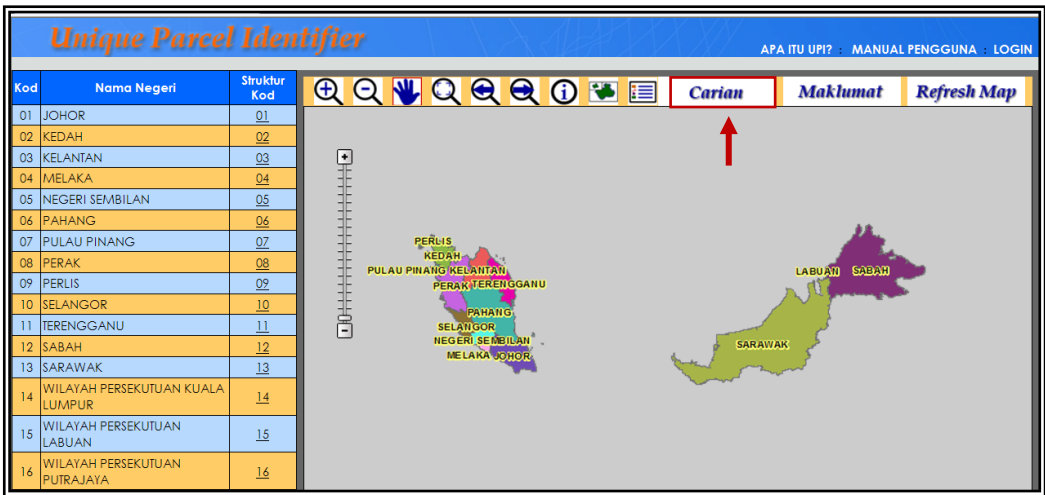 Unique Parcel Identifier
APA ITU UPI? : MANUAL PENGGUNA : LOGIN
Kod Nama Negeri Struktur Kod
01 JOHOR 01
02 KEDAH 02
03 KELANTAN 03
04 MELAKA 04
05 NEGERI SEMBILAN 05
06 PAHANG 06
07 PULAU PINANG 07
08 PERAK 08
09 PERLIS 09
10 SELANGOR 10
11 TERENGGANU 11
12 SABAH 12
13 SARAWAK 13
14 WILAYAH PERSEKUTUAN KUALA LUMPUR 14
15 WILAYAH PERSEKUTUAN LABUAN 15
16 WILAYAH PERSEKUTUAN PUTRAJAYA 16
Carian Maklumat Refresh Map
PERLIS
KEDAH
PULAU PINANG KELANTAN
PERAK TERENGGANU
PAHANG
SELANGOR
NEGERI SEMBILAN
MELAKA JOHOR
LABUAN SABAH
SARAWAK